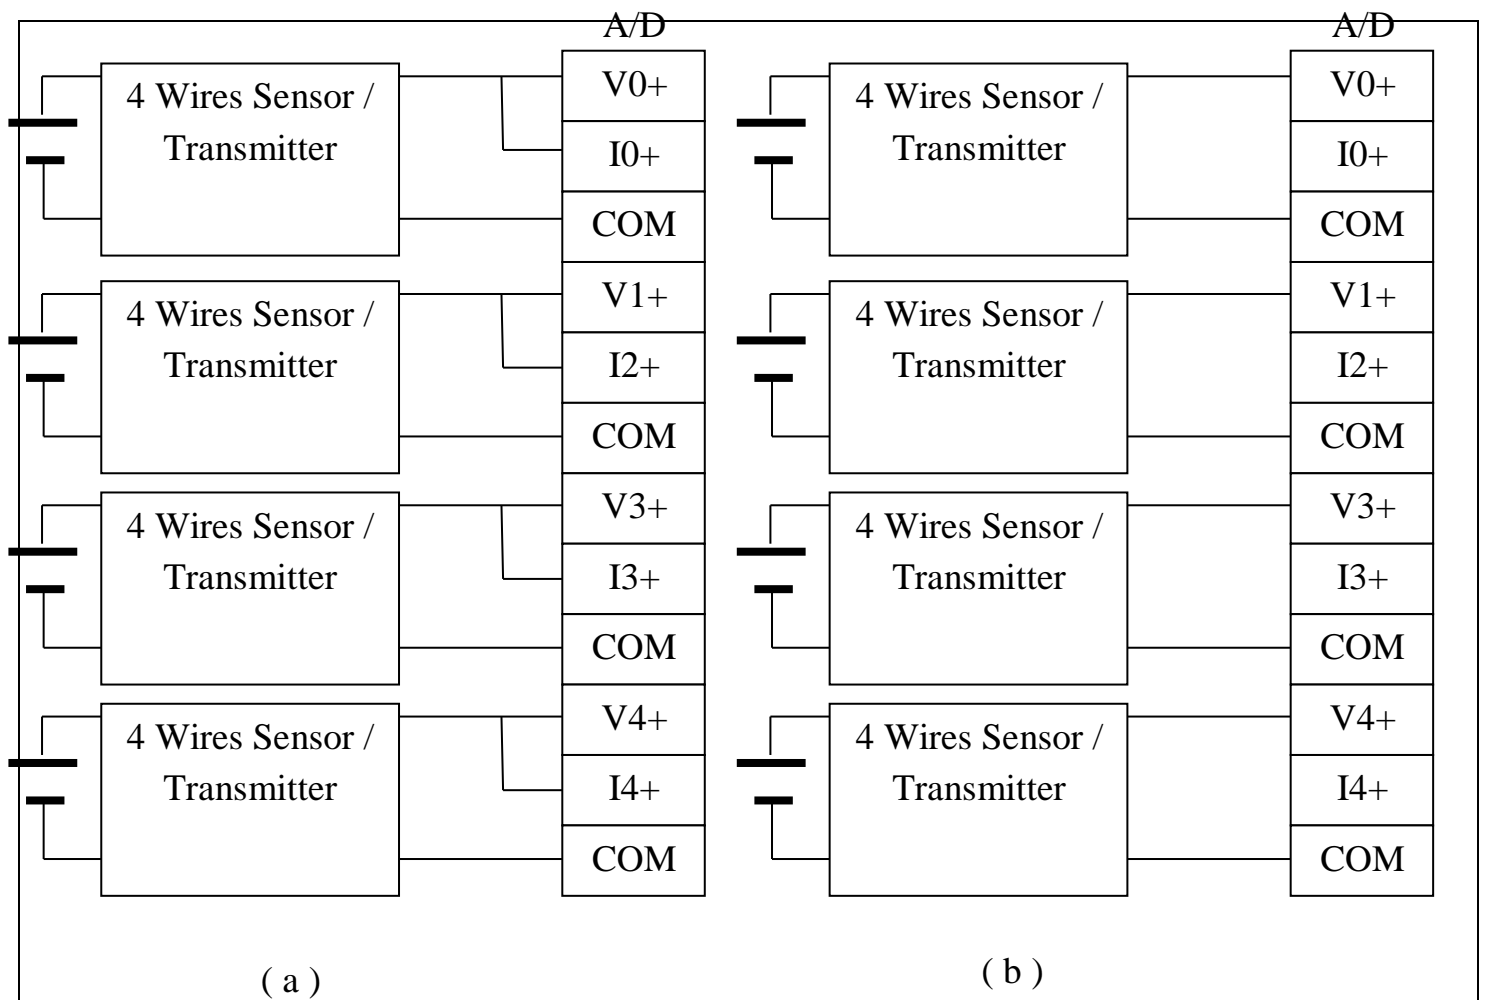 A/D
4 Wires Sensor /
Transmitter
V0+
I0+
COM
4 Wires Sensor /
Transmitter
V1+
I2+
COM
4 Wires Sensor /
Transmitter
V3+
I3+
COM
4 Wires Sensor /
Transmitter
V4+
I4+
COM
( a )
A/D
4 Wires Sensor /
Transmitter
V0+
I0+
COM
4 Wires Sensor /
Transmitter
V1+
I2+
COM
4 Wires Sensor /
Transmitter
V3+
I3+
COM
4 Wires Sensor /
Transmitter
V4+
I4+
COM
( b )